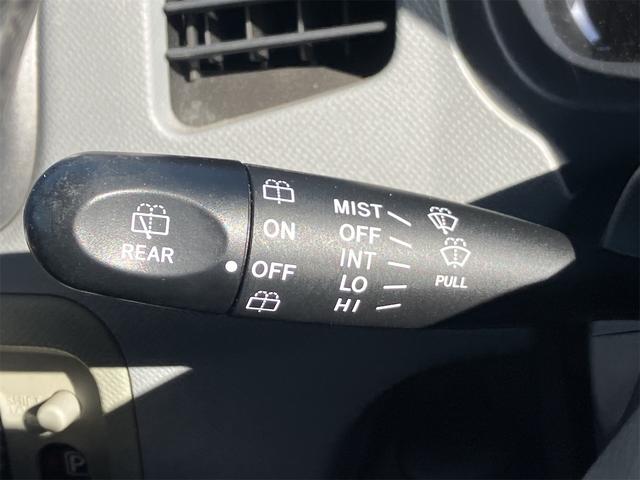 REAR
ON
OFF
MIST
OFF
INT
LO
HI
PULL
P